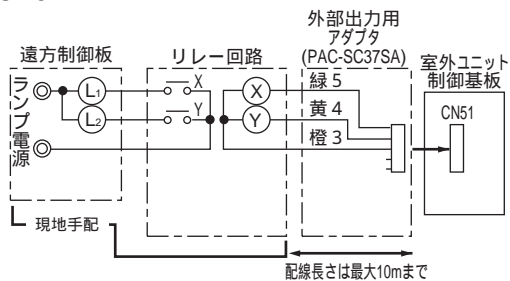 外部出力用
アダプタ
(PAC-SC37SA)
遠方制御板
リレー回路
室外ユニット
制御基板
ランプ電源
L1
L2
X
Y
X
Y
緑 5
黄 4
橙 3
CN51
現地手配
配線長さは最大10mまで